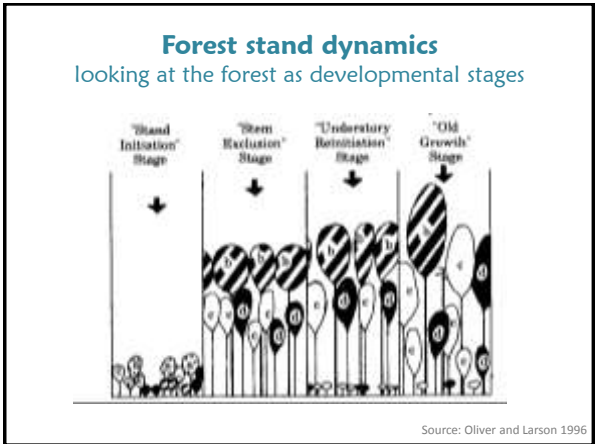 Forest stand dynamics
looking at the forest as developmental stages
"Stand
Initiation"
Stage
"Stem
Exclusion"
Stage
"Understory
Reinitiation"
Stage
"Old
Growth"
Stage
b
b
b
b
b
c
c
d
d
c
d
c
d
c
d
d
Source: Oliver and Larson 1996